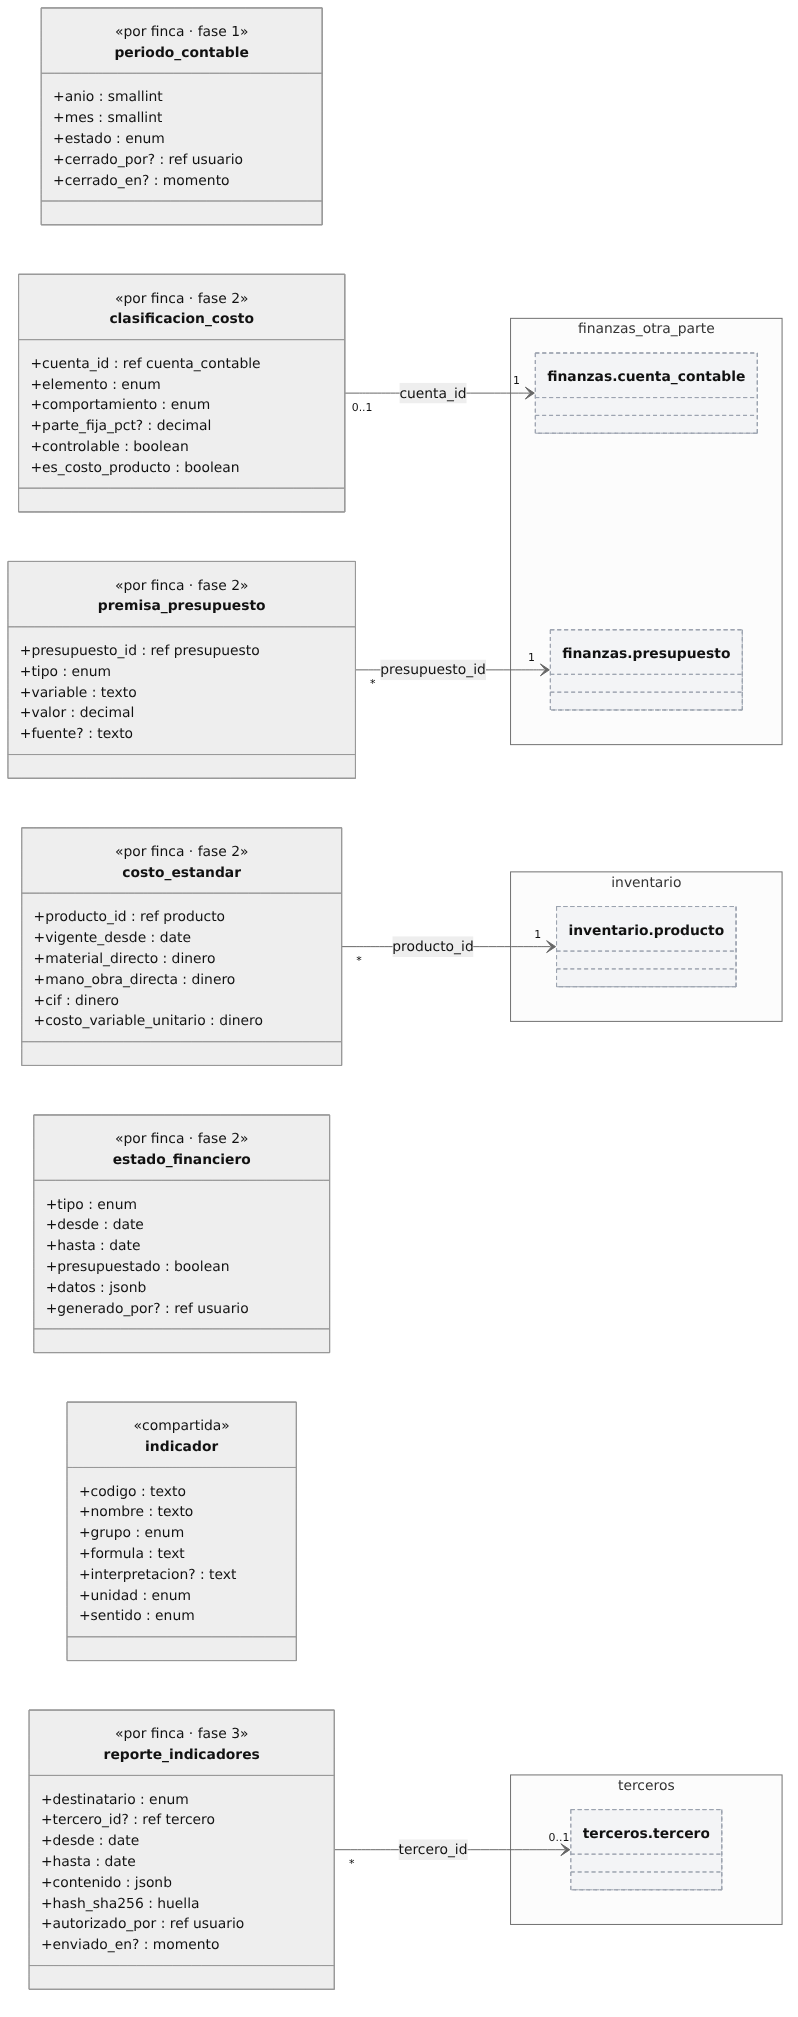 «por finca · fase 1»
periodo_contable
+anio : smallint
+mes : smallint
+estado : enum
+cerrado_por? : ref usuario
+cerrado_en? : momento
«por finca · fase 2»
clasificacion_costo
+cuenta_id : ref cuenta_contable
+elemento : enum
+comportamiento : enum
+parte_fija_pct? : decimal
+controlable : boolean
+es_costo_producto : boolean
0..1
cuenta_id
1
finanzas_otra_parte
finanzas.cuenta_contable
«por finca · fase 2»
premisa_presupuesto
+presupuesto_id : ref presupuesto
+tipo : enum
+variable : texto
+valor : decimal
+fuente? : texto
*
presupuesto_id
1
finanzas.presupuesto
«por finca · fase 2»
costo_estandar
+producto_id : ref producto
+vigente_desde : date
+material_directo : dinero
+mano_obra_directa : dinero
+cif : dinero
+costo_variable_unitario : dinero
*
producto_id
1
inventario
inventario.producto
«por finca · fase 2»
estado_financiero
+tipo : enum
+desde : date
+hasta : date
+presupuestado : boolean
+datos : jsonb
+generado_por? : ref usuario
«compartida»
indicador
+codigo : texto
+nombre : texto
+grupo : enum
+formula : text
+interpretacion? : text
+unidad : enum
+sentido : enum
«por finca · fase 3»
reporte_indicadores
+destinatario : enum
+tercero_id? : ref tercero
+desde : date
+hasta : date
+contenido : jsonb
+hash_sha256 : huella
+autorizado_por : ref usuario
+enviado_en? : momento
*
tercero_id
0..1
terceros
terceros.tercero